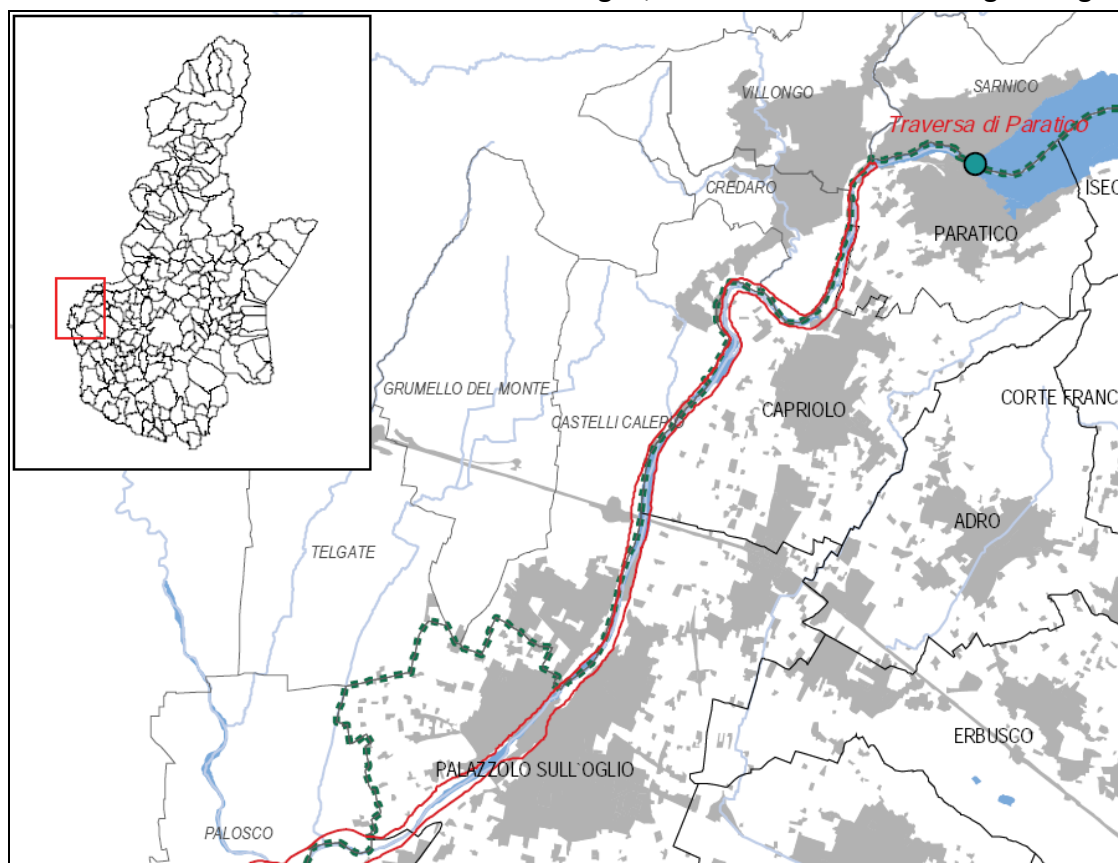 VILLONGO
SARNICO
Traversa di Paratico
CREDARO
ISEO
PARATICO
GRUMELLO DEL MONTE
CASTELLI CALEPIO
CAPRIOLO
CORTE FRANC
ADRO
TELGATE
ERBUSCO
PALAZZOLO SULL`OGLIO
PALOSCO